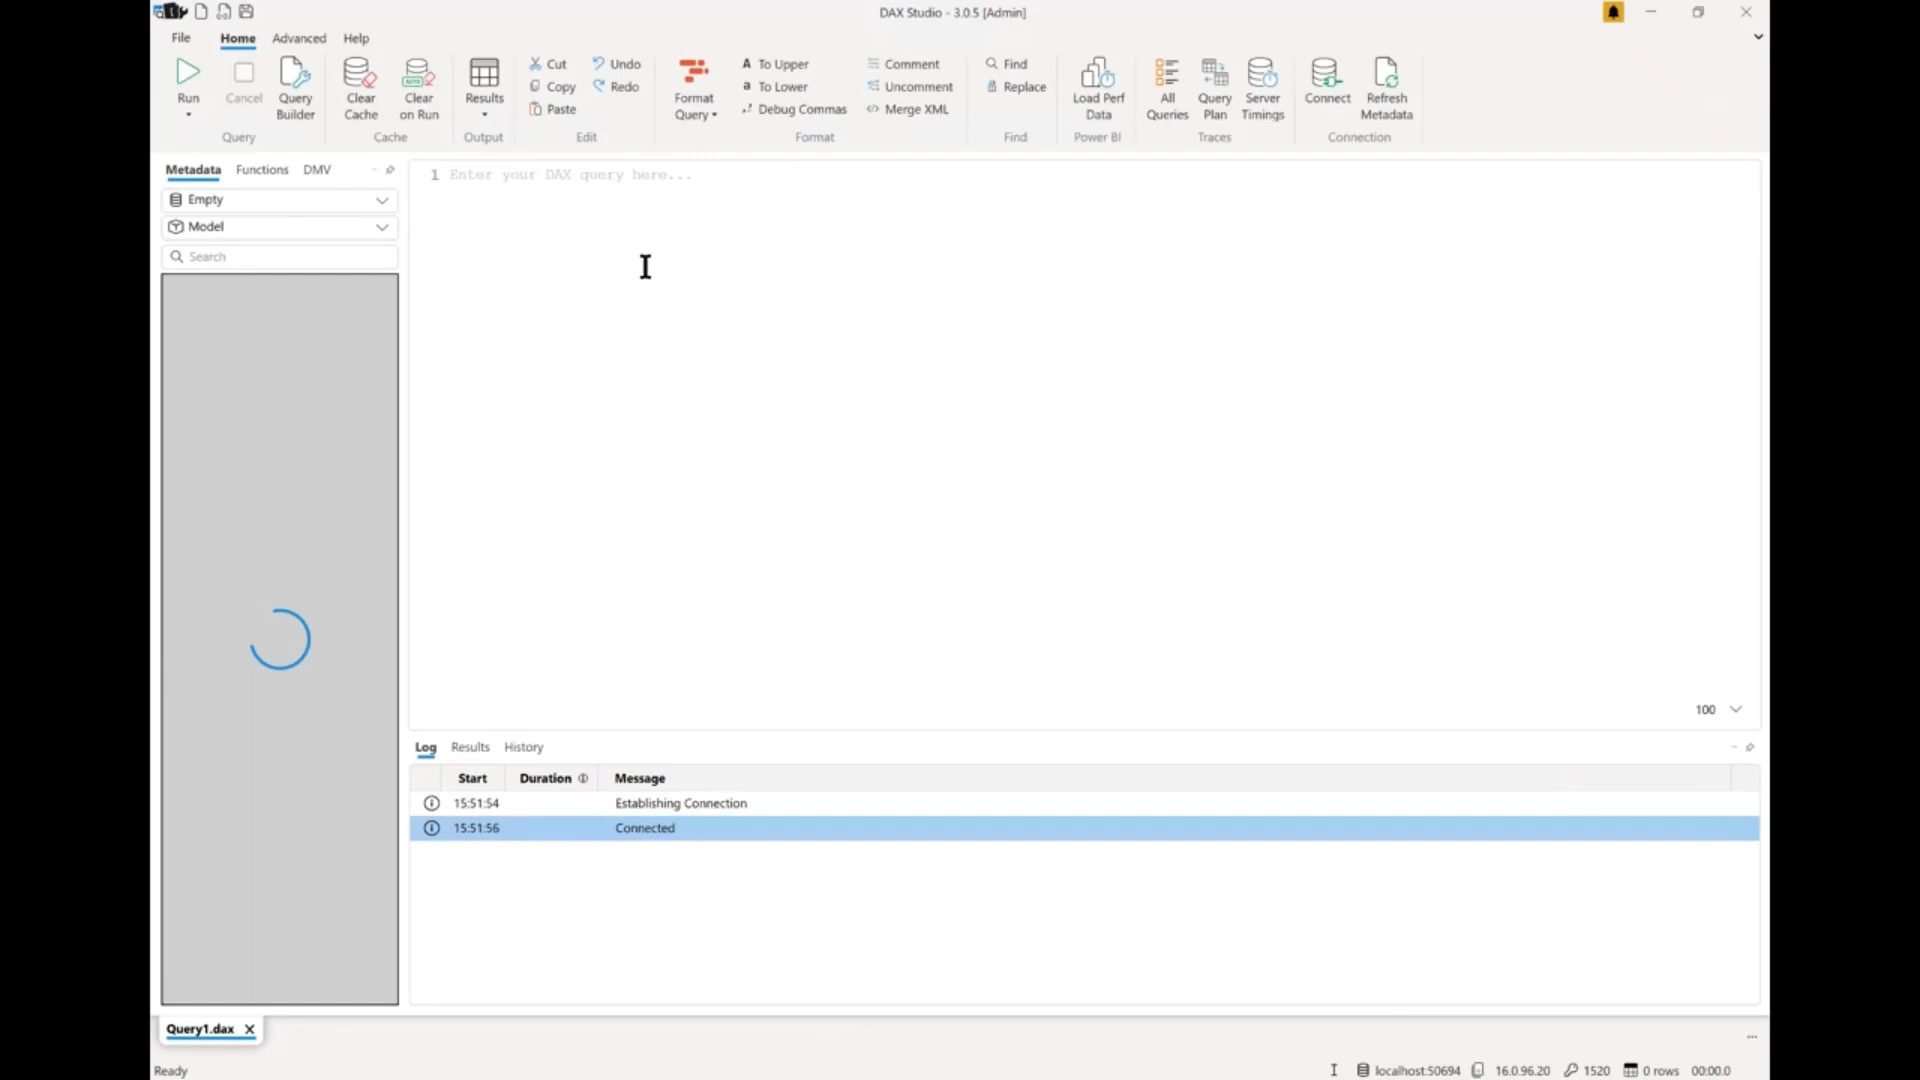 DAX Studio - 3.0.5 [Admin]
File Home Advanced Help
Run
Cancel
Query Builder
Query
Clear Cache
AUTO
Clear on Run
Cache
Results
Output
Cut
Copy
Paste
Undo
Redo
Edit
Format Query
A To Upper
a To Lower
Debug Commas
Comment
Uncomment
Merge XML
Format
Find
Replace
Find
Load Perf Data
Power BI
All Queries
Query Plan
Server Timings
Traces
Connect
Refresh Metadata
Connection
Metadata Functions DMV
Empty
Model
Search
1 Enter your DAX query here...
100
Log Results History
Start Duration Message
15:51:54 Establishing Connection
15:51:56 Connected
Query1.dax
Ready
localhost:50694 16.0.96.20 1520 0 rows 00:00.0